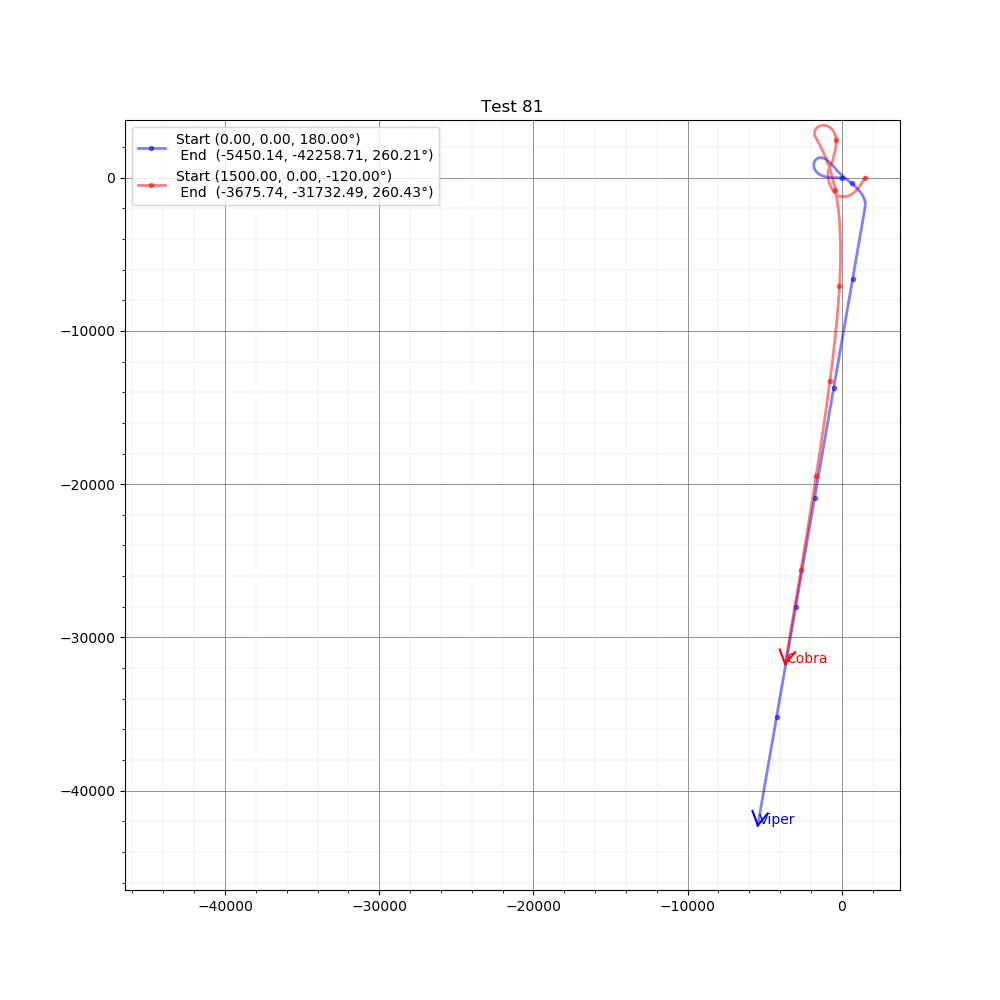 Test 81
Start (0.00, 0.00, 180.00°)
End (-5450.14, -42258.71, 260.21°)
Start (1500.00, 0.00, -120.00°)
End (-3675.74, -31732.49, 260.43°)
0
−10000
−20000
−30000
−40000
Cobra
Viper
−40000 −30000 −20000 −10000 0